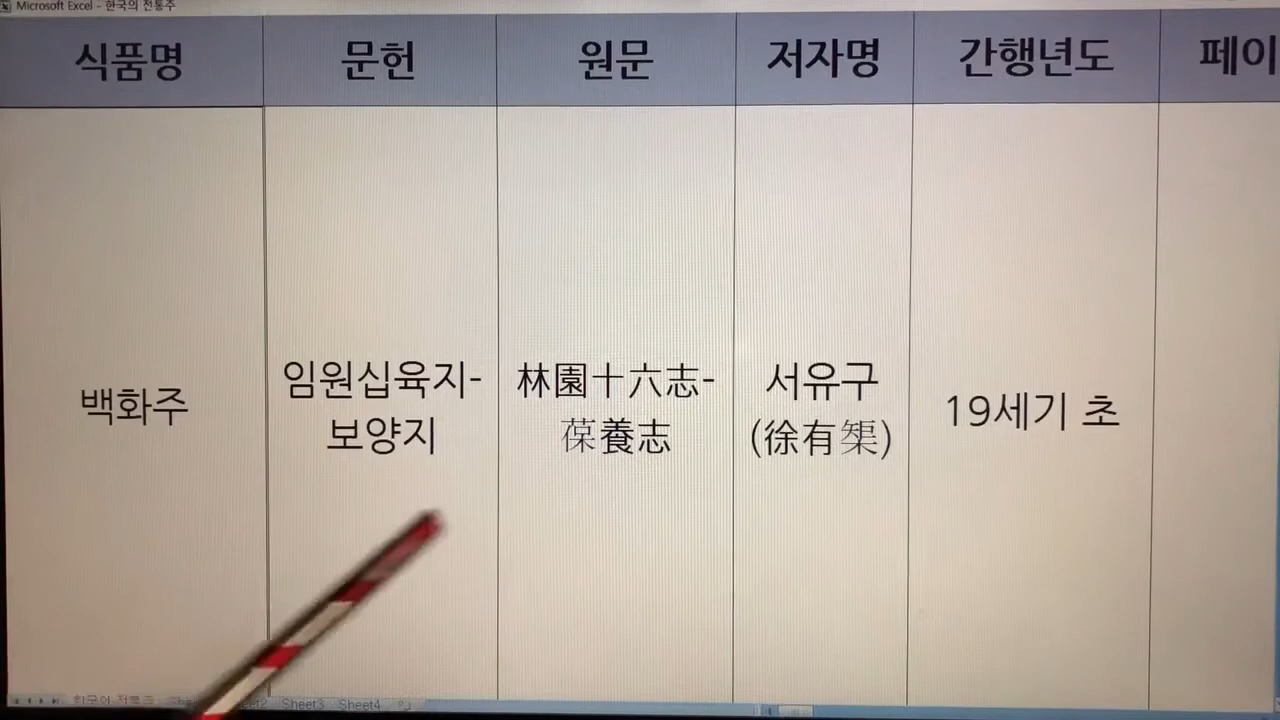 Microsoft Excel - 한국의 전통주
식품명 문헌 원문 저자명 간행년도 페이
백화주
임원십육지-
보양지
林園十六志-
葆養志
서유구
(徐有榘)
19세기 초
Sheet3 Sheet4